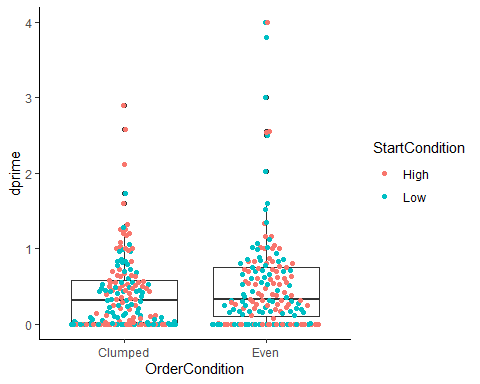 4
3
2
1
0
dprime
Clumped
Even
OrderCondition
StartCondition
High
Low